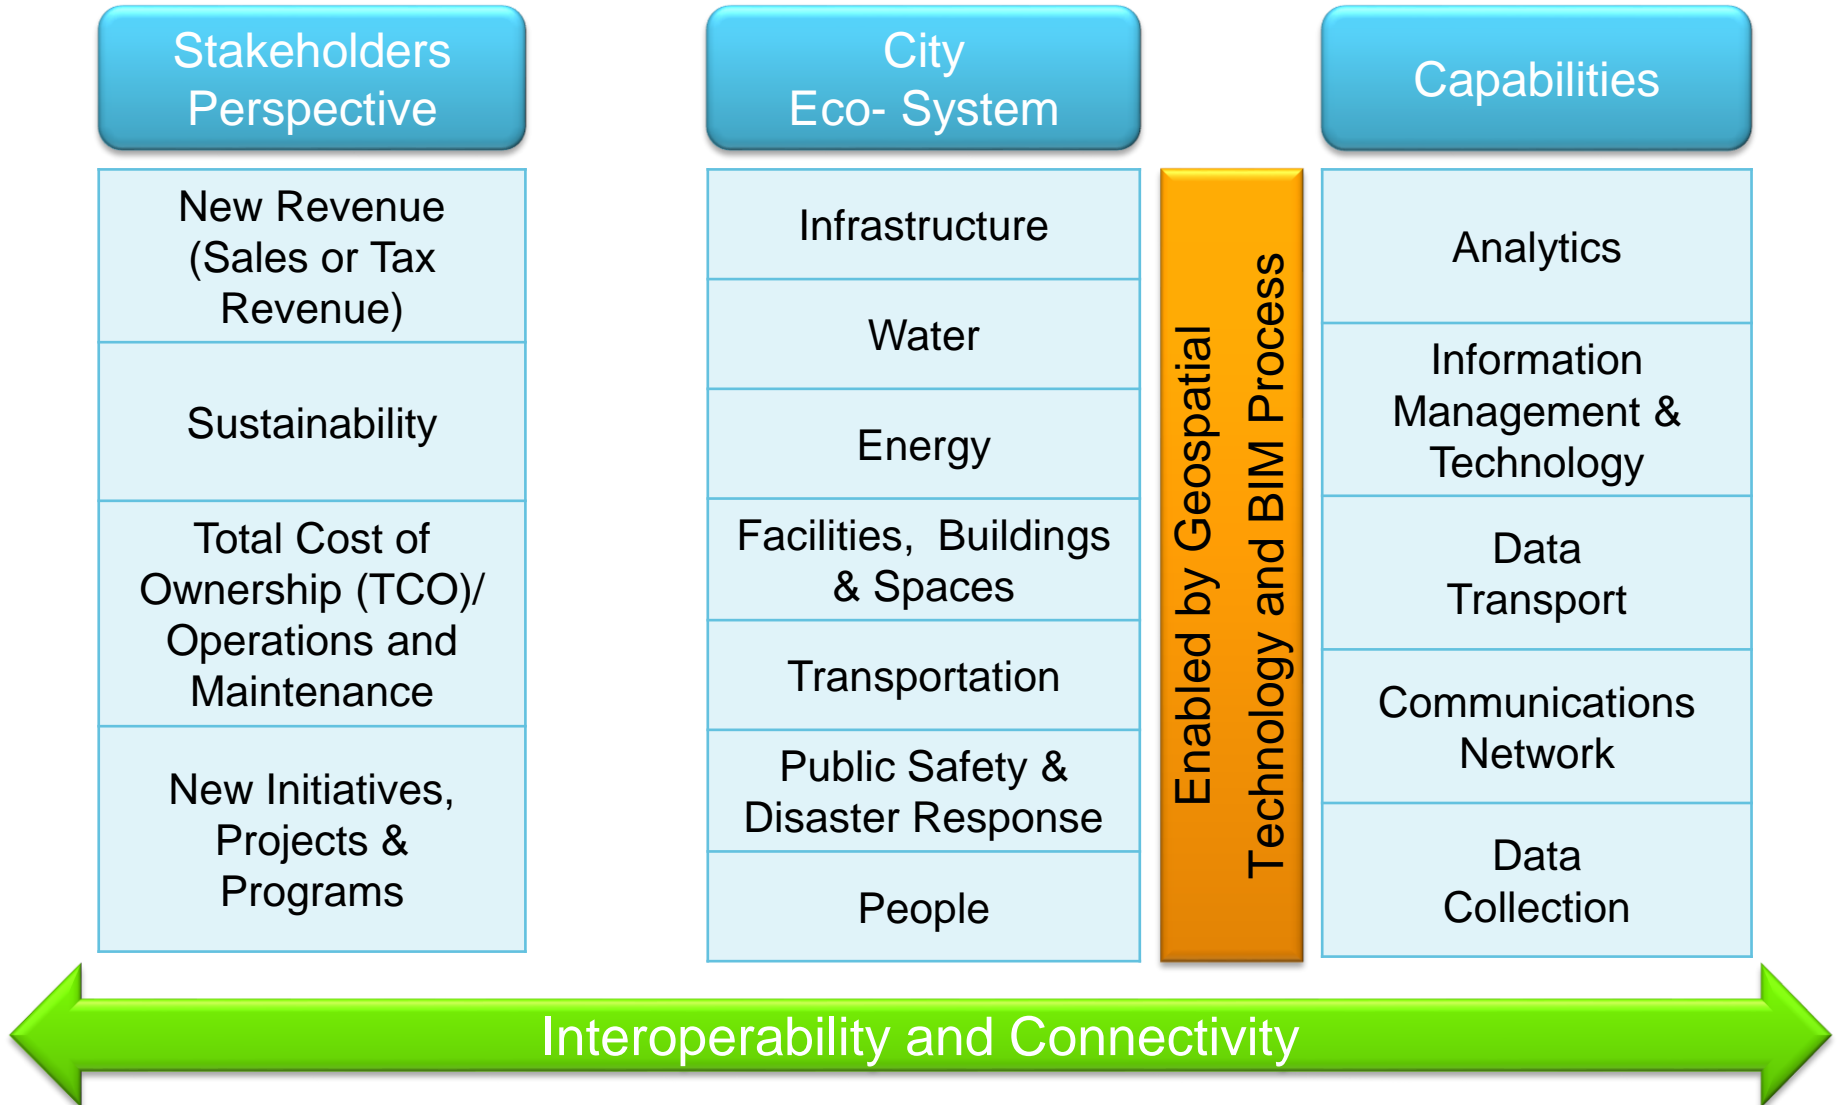 Stakeholders
Perspective
New Revenue
(Sales or Tax
Revenue)
Sustainability
Total Cost of
Ownership (TCO)/
Operations and
Maintenance
New Initiatives,
Projects &
Programs
City
Eco- System
Infrastructure
Water
Energy
Facilities,  Buildings
& Spaces
Transportation
Public Safety &
Disaster Response
People
Enabled by Geospatial
Technology and BIM Process
Capabilities
Analytics
Information
Management &
Technology
Data
Transport
Communications
Network
Data
Collection
Interoperability and Connectivity